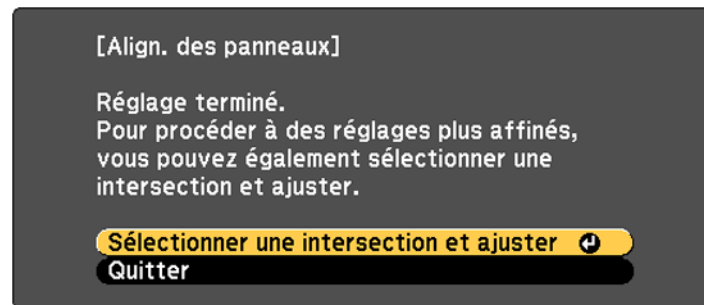 [Align. des panneaux]
Réglage terminé.
Pour procéder à des réglages plus affinés,
vous pouvez également sélectionner une
intersection et ajuster.
Sélectionner une intersection et ajuster
Quitter